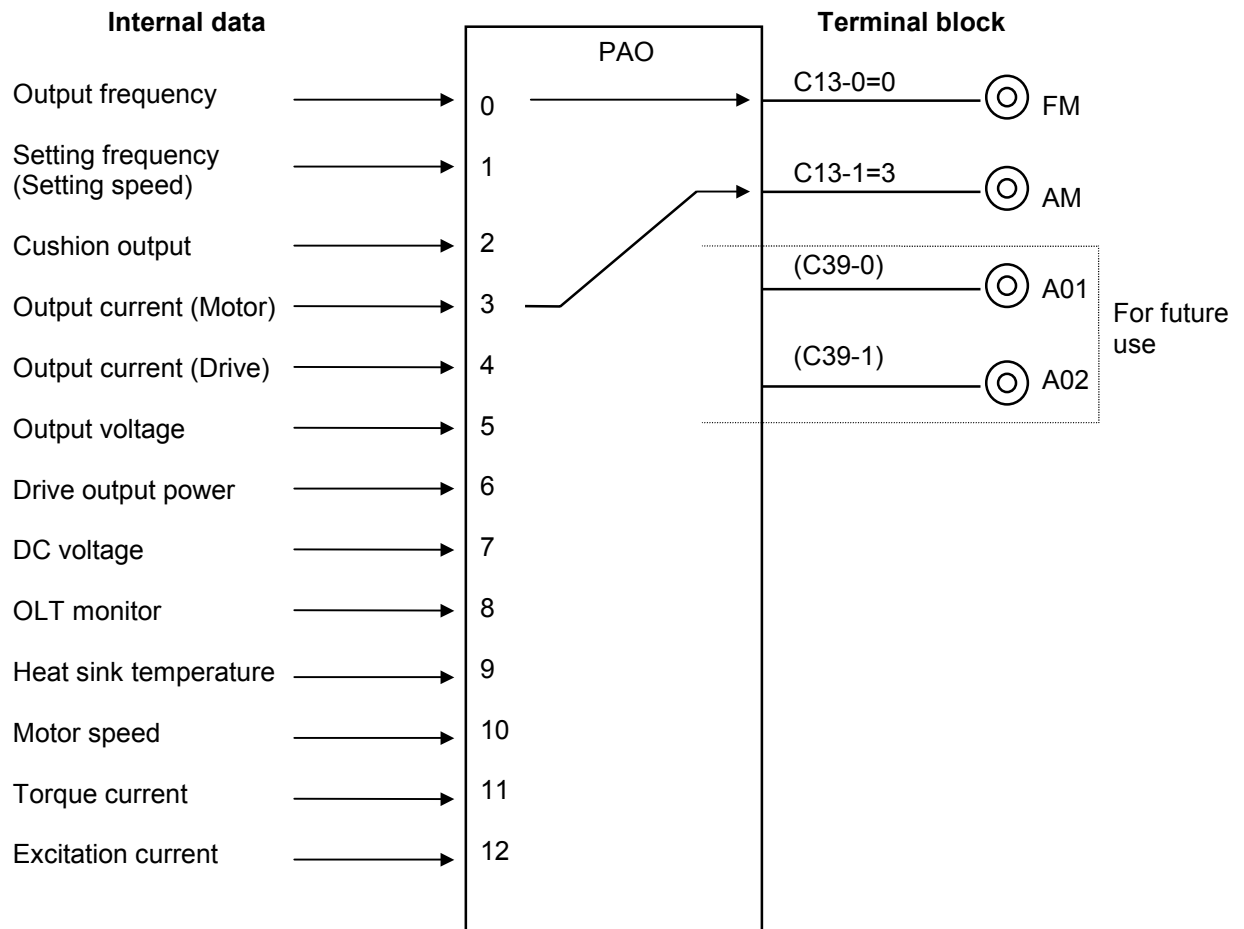 Internal data
Terminal block
PAO
Output frequency
0
C13-0=0
FM
Setting frequency
(Setting speed)
1
C13-1=3
AM
Cushion output
2
(C39-0)
A01
Output current (Motor)
3
For future
use
Output current (Drive)
4
(C39-1)
A02
Output voltage
5
Drive output power
6
DC voltage
7
OLT monitor
8
Heat sink temperature
9
Motor speed
10
Torque current
11
Excitation current
12